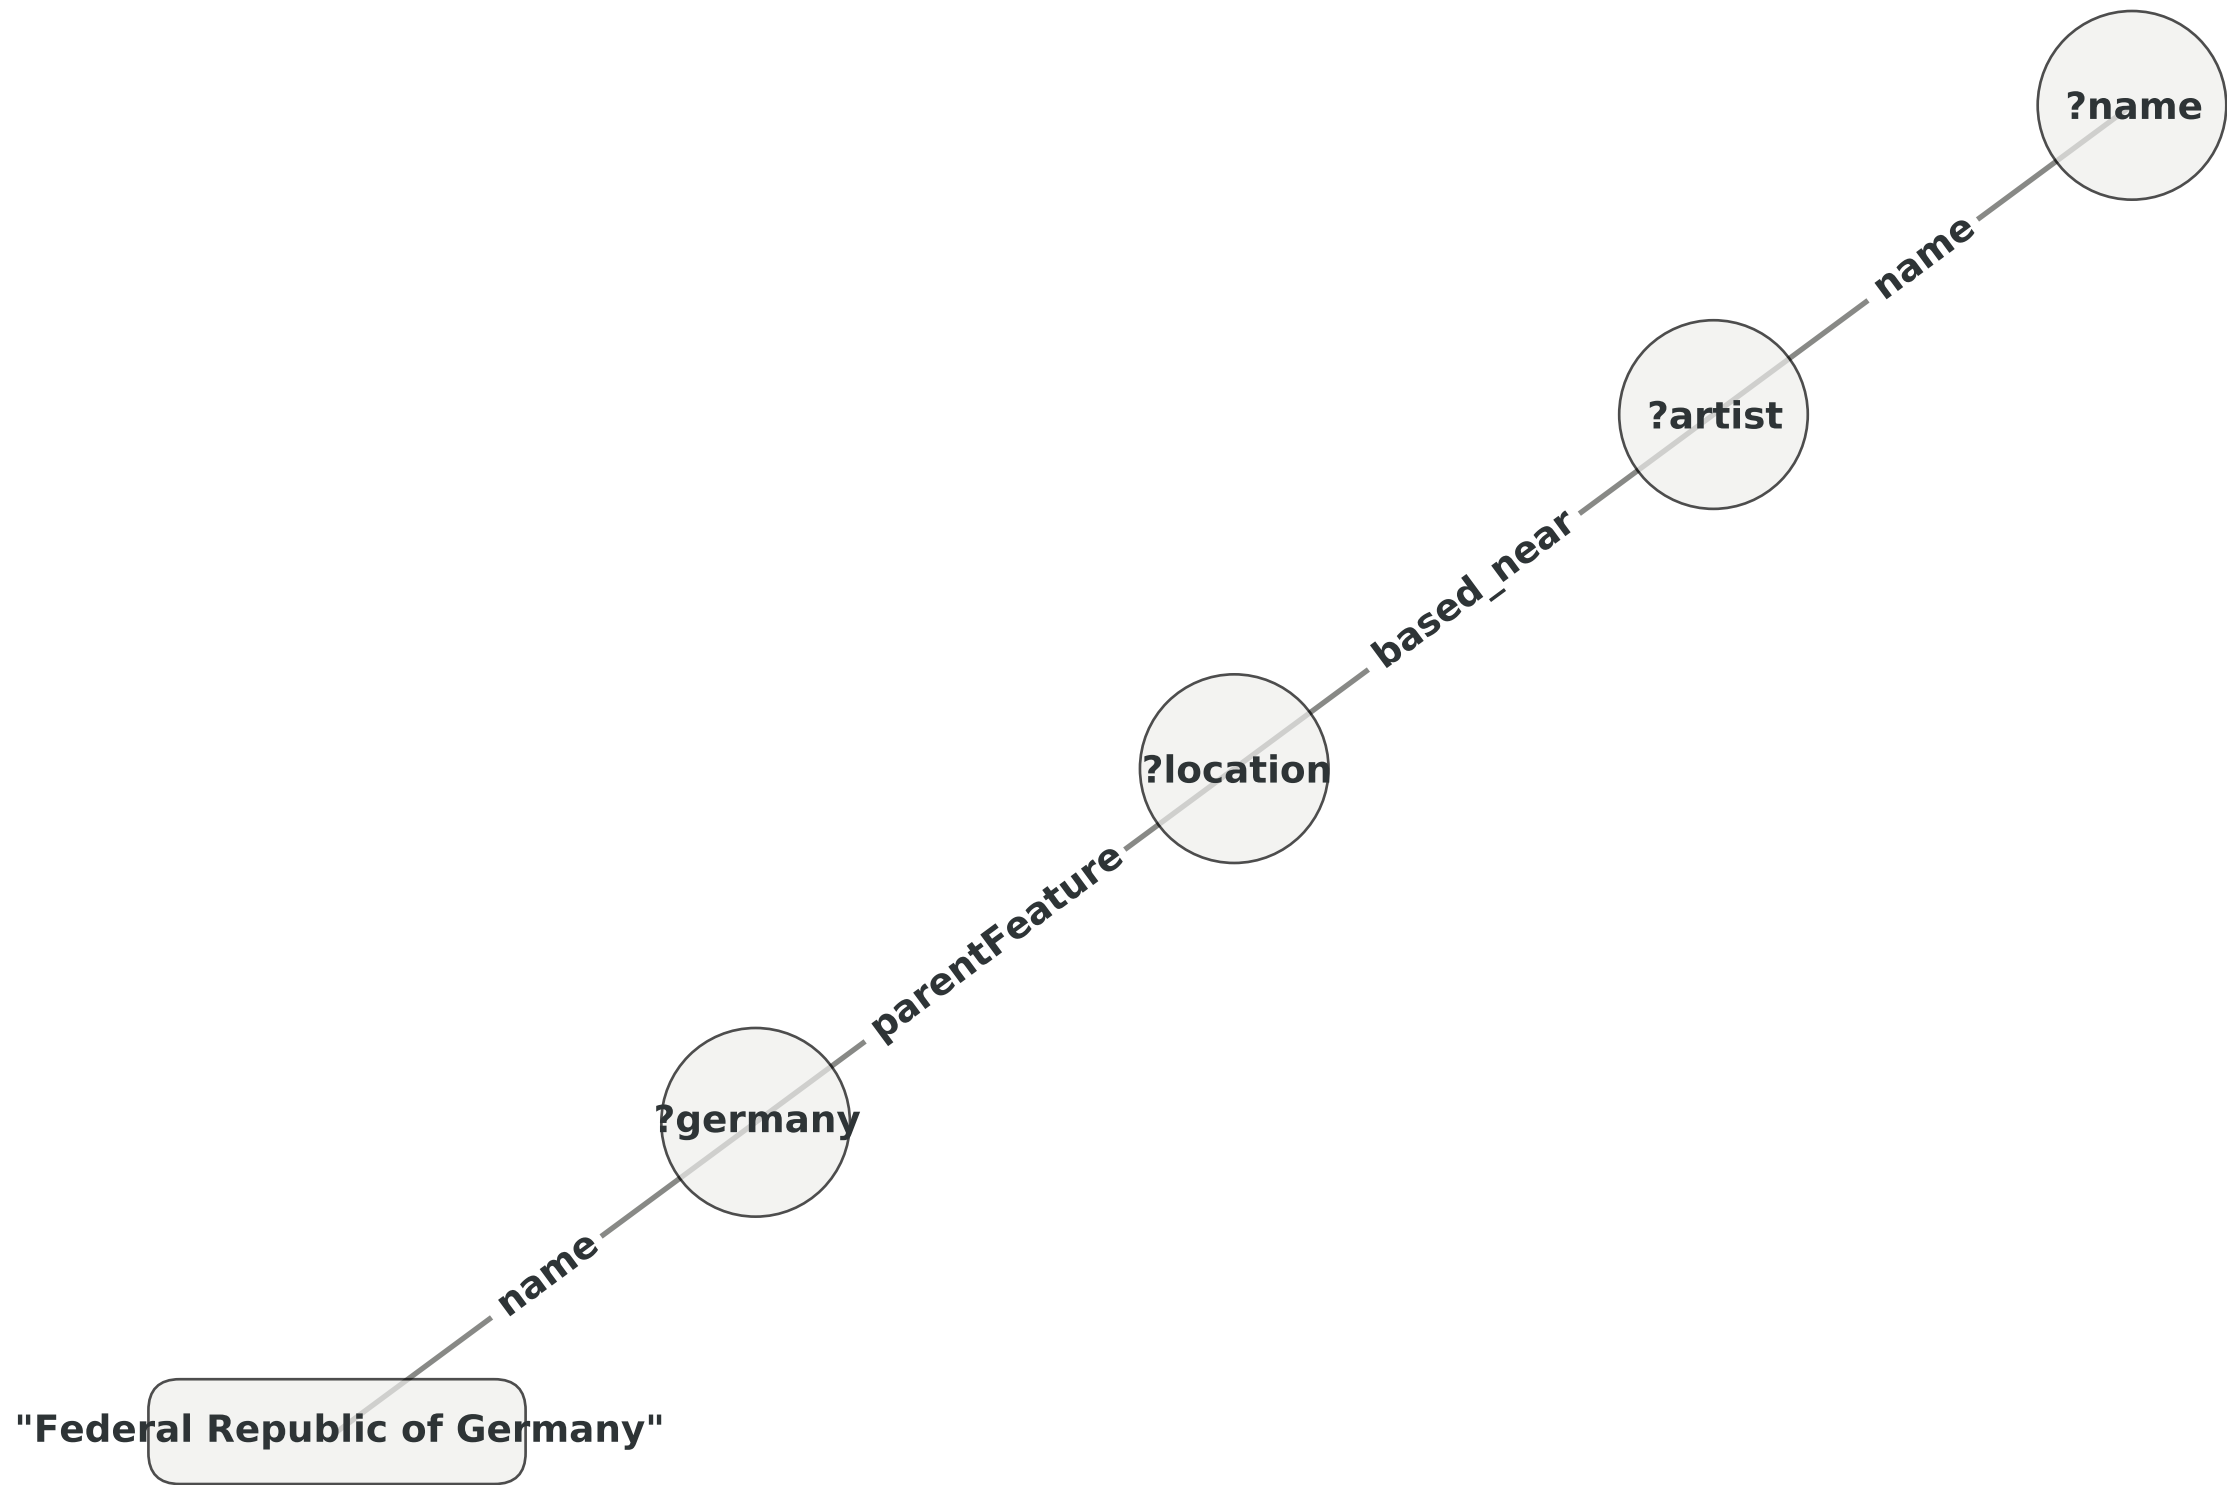 ?name
name
?artist
based_near
?location
parentFeature
?germany
name
"Federal Republic of Germany"